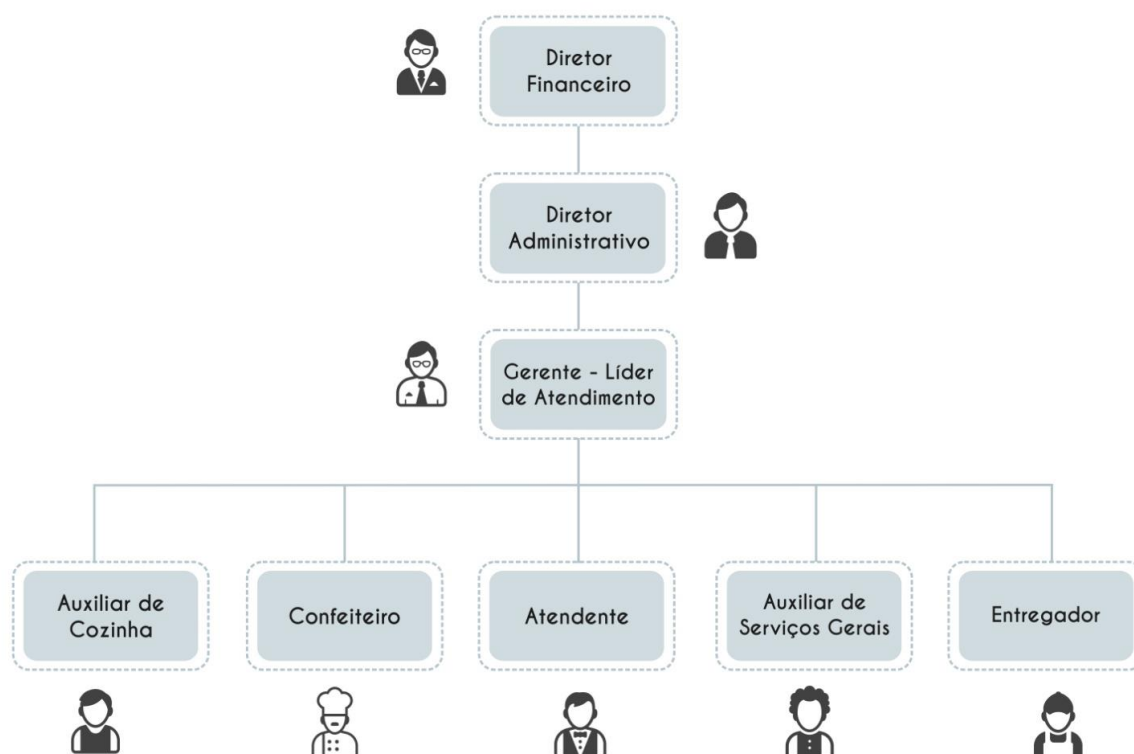 Diretor
Financeiro
Diretor
Administrativo
Gerente - Líder
de Atendimento
Auxiliar de
Cozinha
Confeiteiro
Atendente
Auxiliar de
Serviços Gerais
Entregador